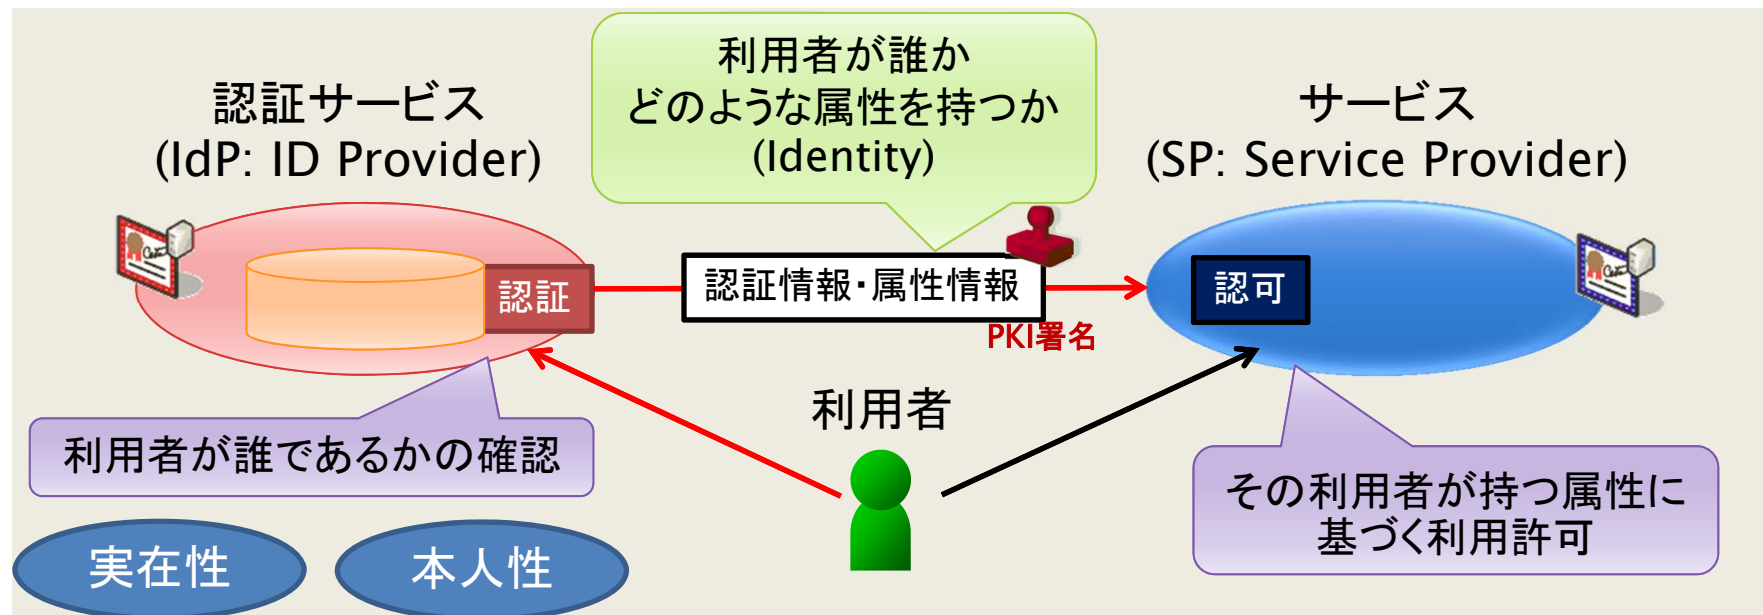 利用者が誰か
どのような属性を持つか
(Identity)
認証サービス
(IdP: ID Provider)
サービス
(SP: Service Provider)
認証
認証情報・属性情報
PKI署名
認可
利用者が誰であるかの確認
利用者
その利用者が持つ属性に
基づく利用許可
実在性
本人性